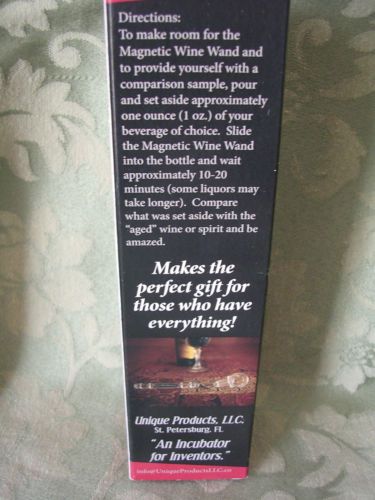 Directions:
To make room for the
Magnetic Wine Wand and
to provide yourself with a
comparison sample, pour
and set aside approximately
one ounce (1 oz.) of your
beverage of choice. Slide
the Magnetic Wine Wand
into the bottle and wait
approximately 10-20
minutes (some liquors may
take longer). Compare
what was set aside with the
"aged" wine or spirit and be
amazed.
Makes the
perfect gift for
those who have
everything!
Unique Products, LLC.
St. Petersburg, FL
"An Incubator
for Inventors."
info@UniqueProductsLLC.co